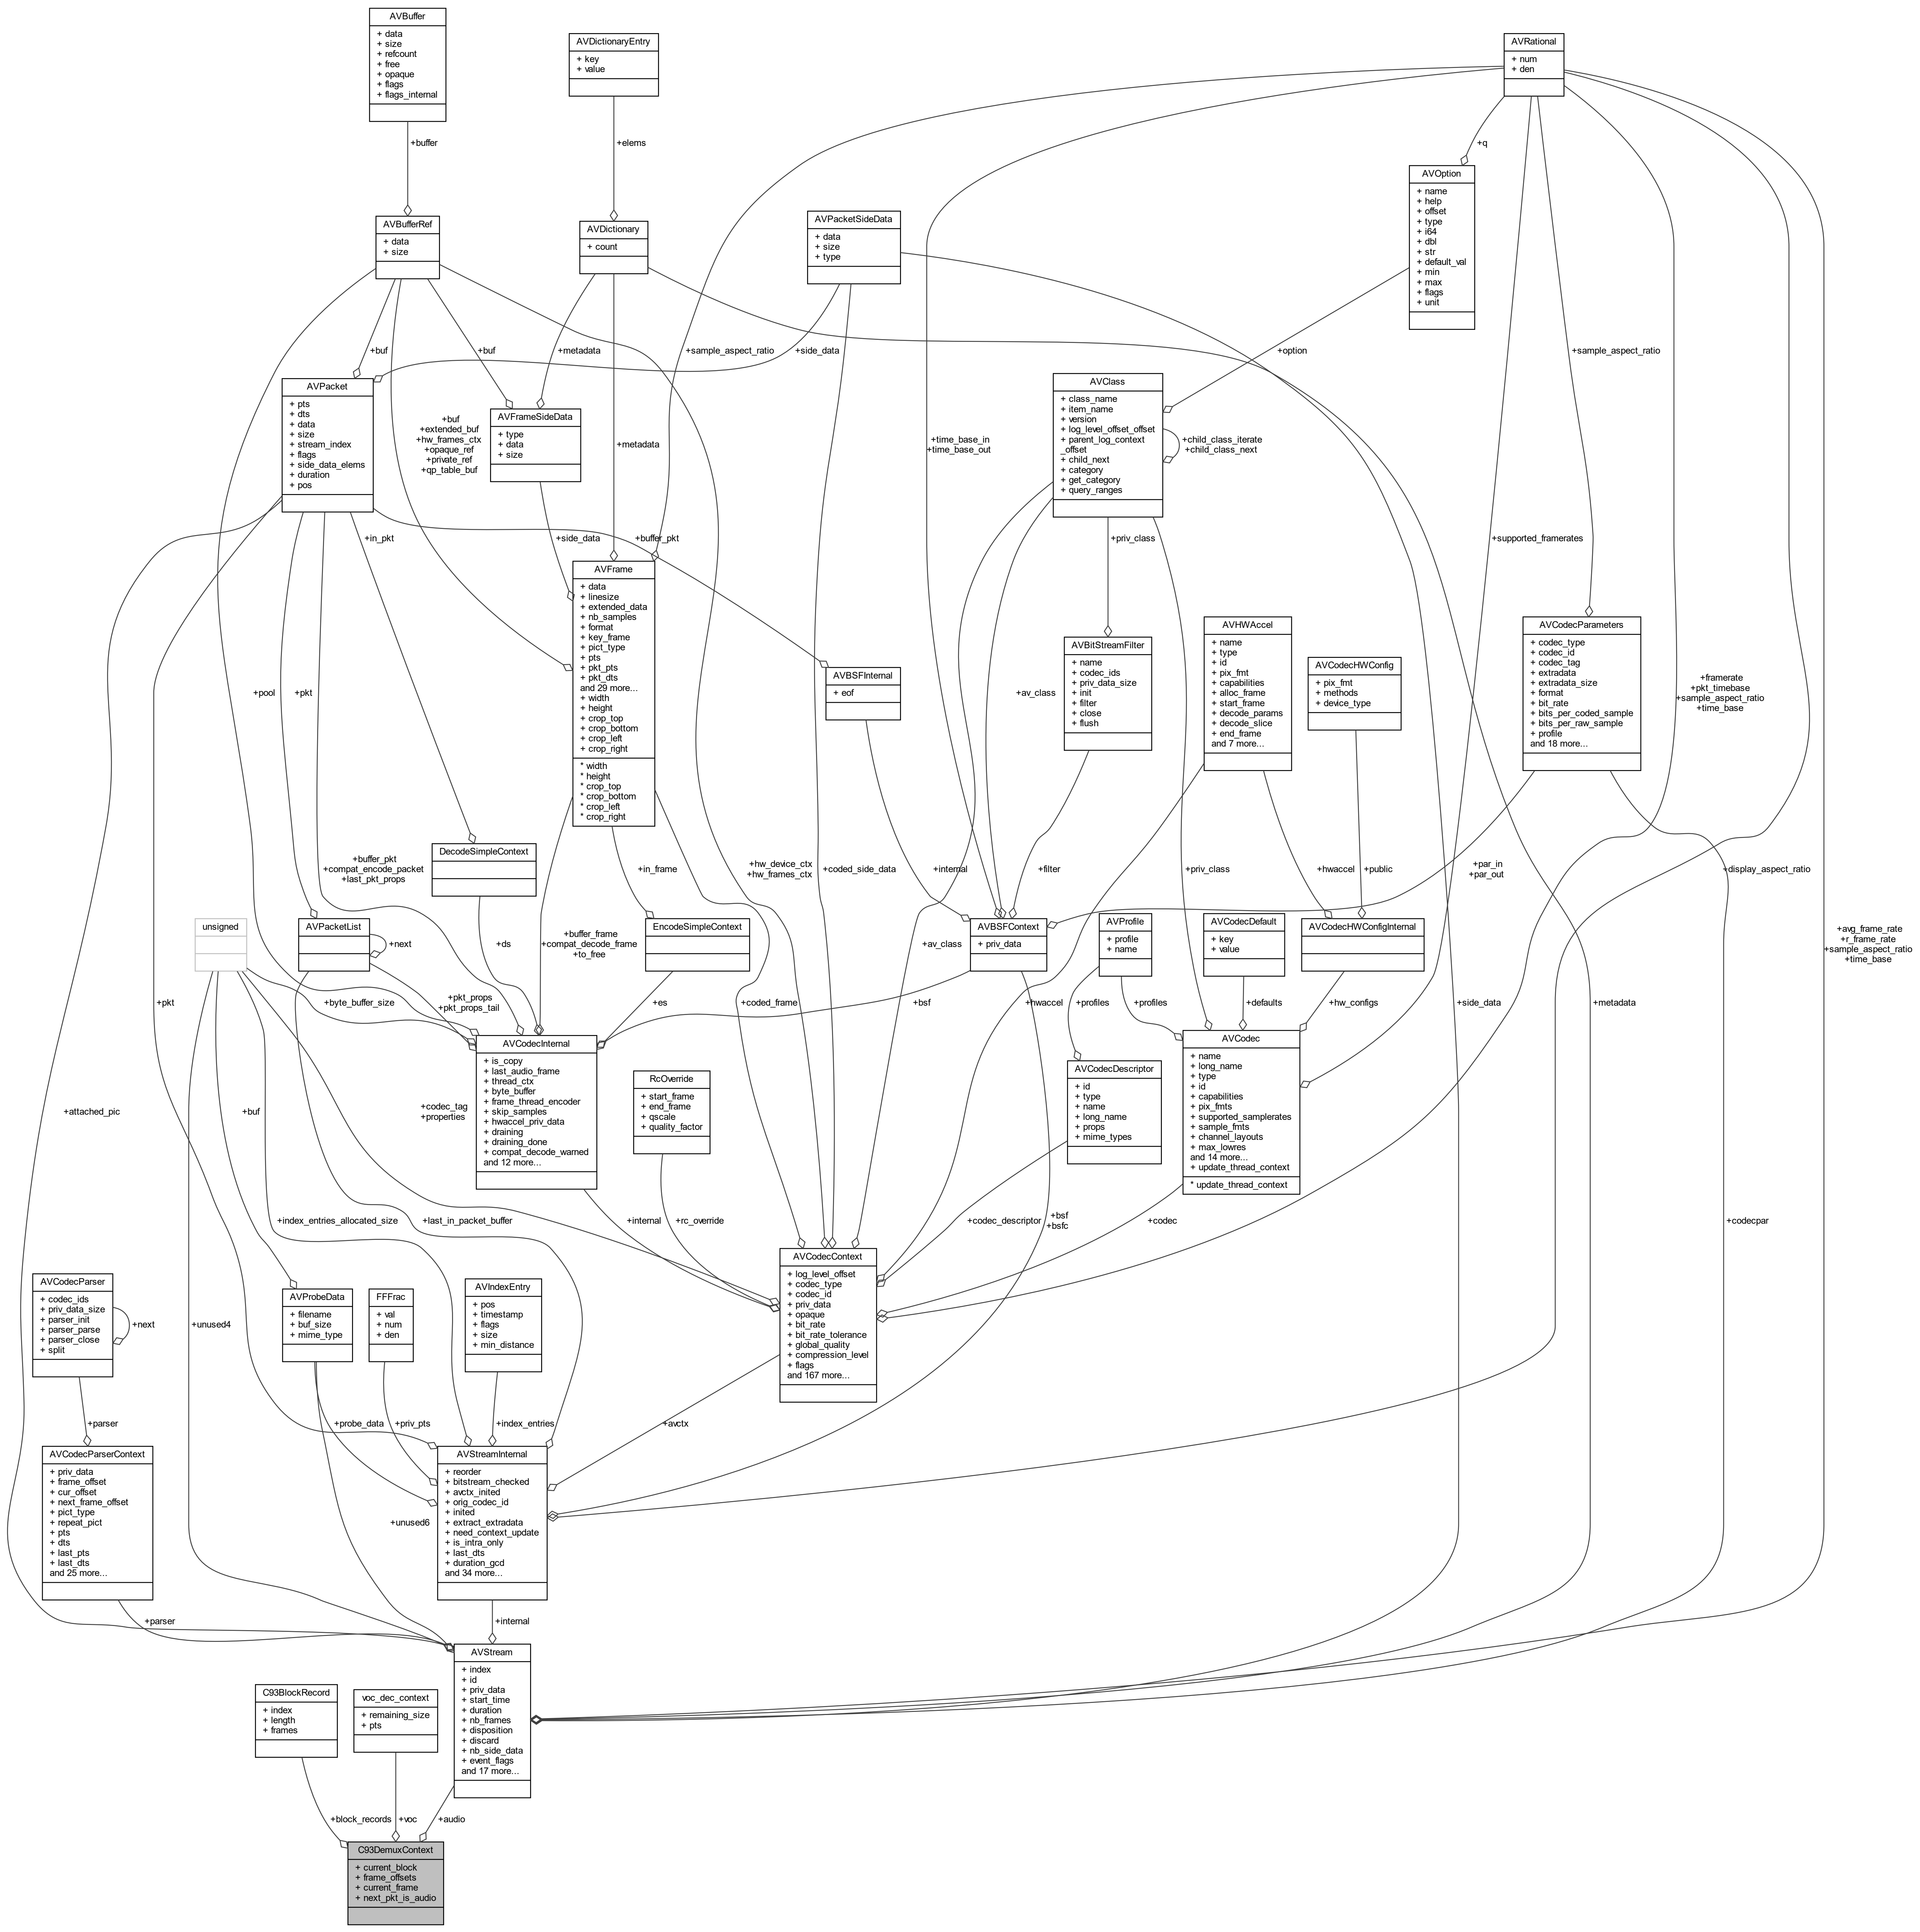 AVBuffer
+ data
+ size
+ refcount
+ free
+ opaque
+ flags
+ flags_internal
AVDictionaryEntry
+ key
+ value
AVRational
+ num
+ den
+buffer
+elems
+q
AVOption
+ name
+ help
+ offset
+ type
+ i64
+ dbl
+ str
+ default_val
+ min
+ max
+ flags
+ unit
AVBufferRef
+ data
+ size
AVDictionary
+ count
AVPacketSideData
+ data
+ size
+ type
+buf
+buf
+metadata
+sample_aspect_ratio
+side_data
+option
+sample_aspect_ratio
AVPacket
+ pts
+ dts
+ data
+ size
+ stream_index
+ flags
+ side_data_elems
+ duration
+ pos
+buf
+extended_buf
+hw_frames_ctx
+opaque_ref
+private_ref
+qp_table_buf
AVFrameSideData
+ type
+ data
+ size
+metadata
+time_base_in
+time_base_out
AVClass
+ class_name
+ item_name
+ version
+ log_level_offset_offset
+ parent_log_context
_offset
+ child_next
+ category
+ get_category
+ query_ranges
+child_class_iterate
+child_class_next
+in_pkt
+side_data
+buffer_pkt
+priv_class
+supported_framerates
AVFrame
+ data
+ linesize
+ extended_data
+ nb_samples
+ format
+ key_frame
+ pict_type
+ pts
+ pkt_pts
+ pkt_dts
and 29 more...
+ width
+ height
+ crop_top
+ crop_bottom
+ crop_left
+ crop_right
* width
* height
* crop_top
* crop_bottom
* crop_left
* crop_right
+pool
+pkt
AVBSFInternal
+ eof
+av_class
AVBitStreamFilter
+ name
+ codec_ids
+ priv_data_size
+ init
+ filter
+ close
+ flush
AVHWAccel
+ name
+ type
+ id
+ pix_fmt
+ capabilities
+ alloc_frame
+ start_frame
+ decode_params
+ decode_slice
+ end_frame
and 7 more...
AVCodecHWConfig
+ pix_fmt
+ methods
+ device_type
AVCodecParameters
+ codec_type
+ codec_id
+ codec_tag
+ extradata
+ extradata_size
+ format
+ bit_rate
+ bits_per_coded_sample
+ bits_per_raw_sample
+ profile
and 18 more...
+framerate
+pkt_timebase
+sample_aspect_ratio
+time_base
+buffer_pkt
+compat_encode_packet
+last_pkt_props
DecodeSimpleContext
+in_frame
+hw_device_ctx
+hw_frames_ctx
+coded_side_data
+internal
+filter
+priv_class
+hwaccel
+public
+par_in
+par_out
+display_aspect_ratio
unsigned
AVPacketList
+next
+ds
+buffer_frame
+compat_decode_frame
+to_free
EncodeSimpleContext
+av_class
AVBSFContext
+ priv_data
AVProfile
+ profile
+ name
AVCodecDefault
+ key
+ value
AVCodecHWConfigInternal
+avg_frame_rate
+r_frame_rate
+sample_aspect_ratio
+time_base
+pkt
+byte_buffer_size
+pkt_props
+pkt_props_tail
+es
+coded_frame
+bsf
+hwaccel
+profiles
+profiles
+defaults
+hw_configs
+side_data
+metadata
AVCodecInternal
+ is_copy
+ last_audio_frame
+ thread_ctx
+ byte_buffer
+ frame_thread_encoder
+ skip_samples
+ hwaccel_priv_data
+ draining
+ draining_done
+ compat_decode_warned
and 12 more...
RcOverride
+ start_frame
+ end_frame
+ qscale
+ quality_factor
AVCodecDescriptor
+ id
+ type
+ name
+ long_name
+ props
+ mime_types
AVCodec
+ name
+ long_name
+ type
+ id
+ capabilities
+ pix_fmts
+ supported_samplerates
+ sample_fmts
+ channel_layouts
+ max_lowres
and 14 more...
+ update_thread_context
* update_thread_context
+attached_pic
+buf
+codec_tag
+properties
+index_entries_allocated_size
+last_in_packet_buffer
+internal
+rc_override
+codec_descriptor
+bsf
+bsfc
+codec
+codecpar
AVCodecContext
+ log_level_offset
+ codec_type
+ codec_id
+ priv_data
+ opaque
+ bit_rate
+ bit_rate_tolerance
+ global_quality
+ compression_level
+ flags
and 167 more...
AVCodecParser
+ codec_ids
+ priv_data_size
+ parser_init
+ parser_parse
+ parser_close
+ split
+next
+unused4
AVProbeData
+ filename
+ buf_size
+ mime_type
FFFrac
+ val
+ num
+ den
AVIndexEntry
+ pos
+ timestamp
+ flags
+ size
+ min_distance
+parser
+probe_data
+priv_pts
+index_entries
+avctx
AVCodecParserContext
+ priv_data
+ frame_offset
+ cur_offset
+ next_frame_offset
+ pict_type
+ repeat_pict
+ pts
+ dts
+ last_pts
+ last_dts
and 25 more...
+unused6
AVStreamInternal
+ reorder
+ bitstream_checked
+ avctx_inited
+ orig_codec_id
+ inited
+ extract_extradata
+ need_context_update
+ is_intra_only
+ last_dts
+ duration_gcd
and 34 more...
+parser
+internal
AVStream
+ index
+ id
+ priv_data
+ start_time
+ duration
+ nb_frames
+ disposition
+ discard
+ nb_side_data
+ event_flags
and 17 more...
C93BlockRecord
+ index
+ length
+ frames
voc_dec_context
+ remaining_size
+ pts
+block_records
+voc
+audio
C93DemuxContext
+ current_block
+ frame_offsets
+ current_frame
+ next_pkt_is_audio